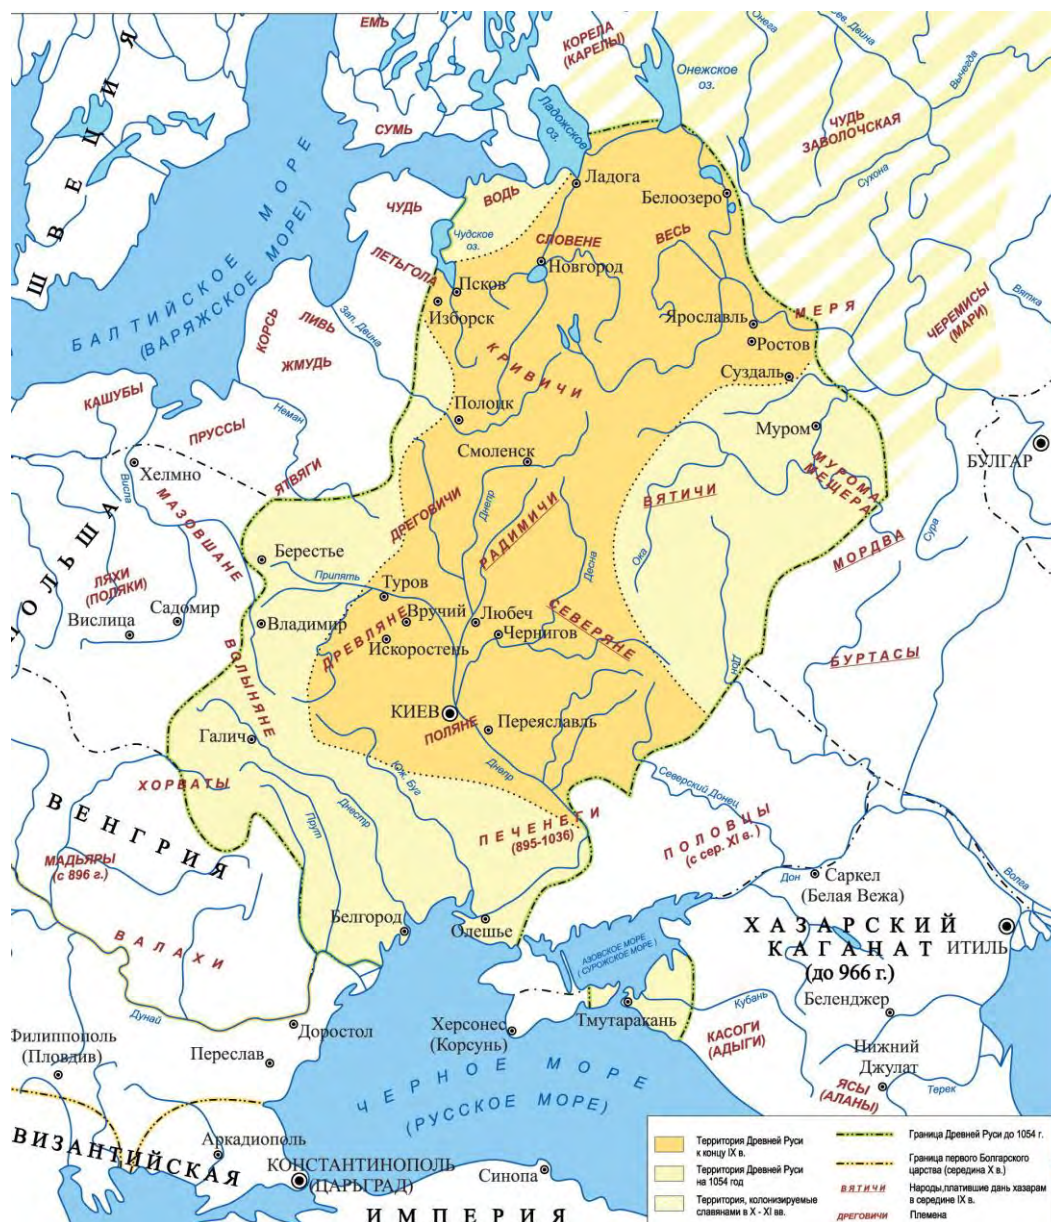 ЕМЬ
КОРЕЛА
(КАРЕЛЫ)
Онега
Сев. Двина
Вычегда
Онежское
оз.
Ладожское
оз.
ЧУДЬ
ЗАВОЛОЧСКАЯ
Сухона
СУМЬ
Ладога
Белоозеро
ШВЕЦИЯ
ЧУДЬ
ВОДЬ
Чудское
оз.
СЛОВЕНЕ
ВЕСЬ
Новгород
ЛЕТЬГОЛА
Псков
Изборск
БАЛТИЙСКОЕ МОРЕ
(ВАРЯЖСКОЕ МОРЕ)
КОРСЬ
ЛИВЬ
Зап. Двина
ЖМУДЬ
Ярославль
МЕРЯ
Ростов
Суздаль
ЧЕРЕМИСЫ
(МАРИ)
Вятка
КРИВИЧИ
КАШУБЫ
ПРУССЫ
Неман
Полоцк
Муром
Смоленск
БУЛГАР
Хелмно
Висла
ЯТВЯГИ
МУРОМА
МЕЩЕРА
ВЯТИЧИ
МАЗОВШАНЕ
ДРЕГОВИЧИ
Днепр
РАДИМИЧИ
Десна
Ока
МОРДВА
Сура
ПОЛЬША
ЛЯХИ
(ПОЛЯКИ)
Берестье
Припять
Туров
Садомир
Вислица
Владимир
Вручий
Любеч
Чернигов
СЕВЕРЯНЕ
ДРЕВЛЯНЕ
Искоростень
ВОЛЫНЯНЕ
Дон
БУРТАСЫ
КИЕВ
ПОЛЯНЕ
Переяславль
Галич
Юж. Буг
Днепр
Северский Донец
ХОРВАТЫ
ВЕНГРИЯ
Прут
Днестр
ПЕЧЕНЕГИ
(895-1036)
ПОЛОВЦЫ
(с сер. XI в.)
МАДЬЯРЫ
(с 896 г.)
Дон
Саркел
(Белая Вежа)
Волга
Белгород
Олешье
ВАЛАХИ
ХАЗАРСКИЙ
КАГАНАТ
(до 966 г.)
ИТИЛЬ
АЗОВСКОЕ МОРЕ
(СУРОЖСКОЕ МОРЕ)
Беленджер
Кубань
Тмутаракань
Дунай
Доростол
Херсонес
(Корсунь)
КАСОГИ
(АДЫГИ)
Филиппополь
(Пловдив)
Переслав
Нижний
Джулат
Терек
ЯСЫ
(АЛАНЫ)
ЧЕРНОЕ МОРЕ
(РУССКОЕ МОРЕ)
Аркадиополь
ВИЗАНТИЙСКАЯ
КОНСТАНТИНОПОЛЬ
(ЦАРЬГРАД)
Синопа
ИМПЕРИЯ
Территория Древней Руси
к концу IX в.
Территория Древней Руси
на 1054 год
Территория, колонизируемые
славянами в X - XI вв.
Граница Древней Руси до 1054 г.
Граница первого Болгарского
царства (середина X в.)
ВЯТИЧИ
Народы,платившие дань хазарам
в середине IX в.
ДРЕГОВИЧИ
Племена